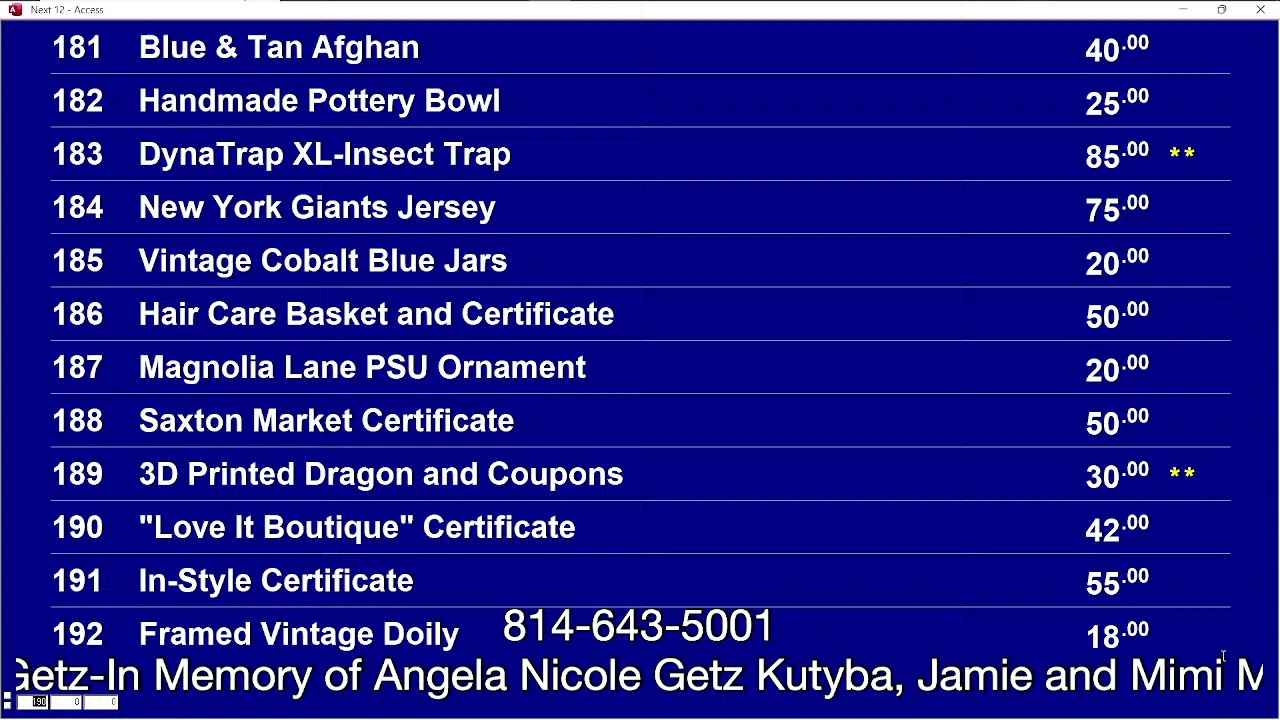 Next 12 - Access
181 Blue & Tan Afghan 40.00
182 Handmade Pottery Bowl 25.00
183 DynaTrap XL-Insect Trap 85.00 **
184 New York Giants Jersey 75.00
185 Vintage Cobalt Blue Jars 20.00
186 Hair Care Basket and Certificate 50.00
187 Magnolia Lane PSU Ornament 20.00
188 Saxton Market Certificate 50.00
189 3D Printed Dragon and Coupons 30.00 **
190 "Love It Boutique" Certificate 42.00
191 In-Style Certificate 55.00
192 Framed Vintage Doily 18.00
814-643-5001
Getz-In Memory of Angela Nicole Getz Kutyba, Jamie and Mimi M
190 0 0